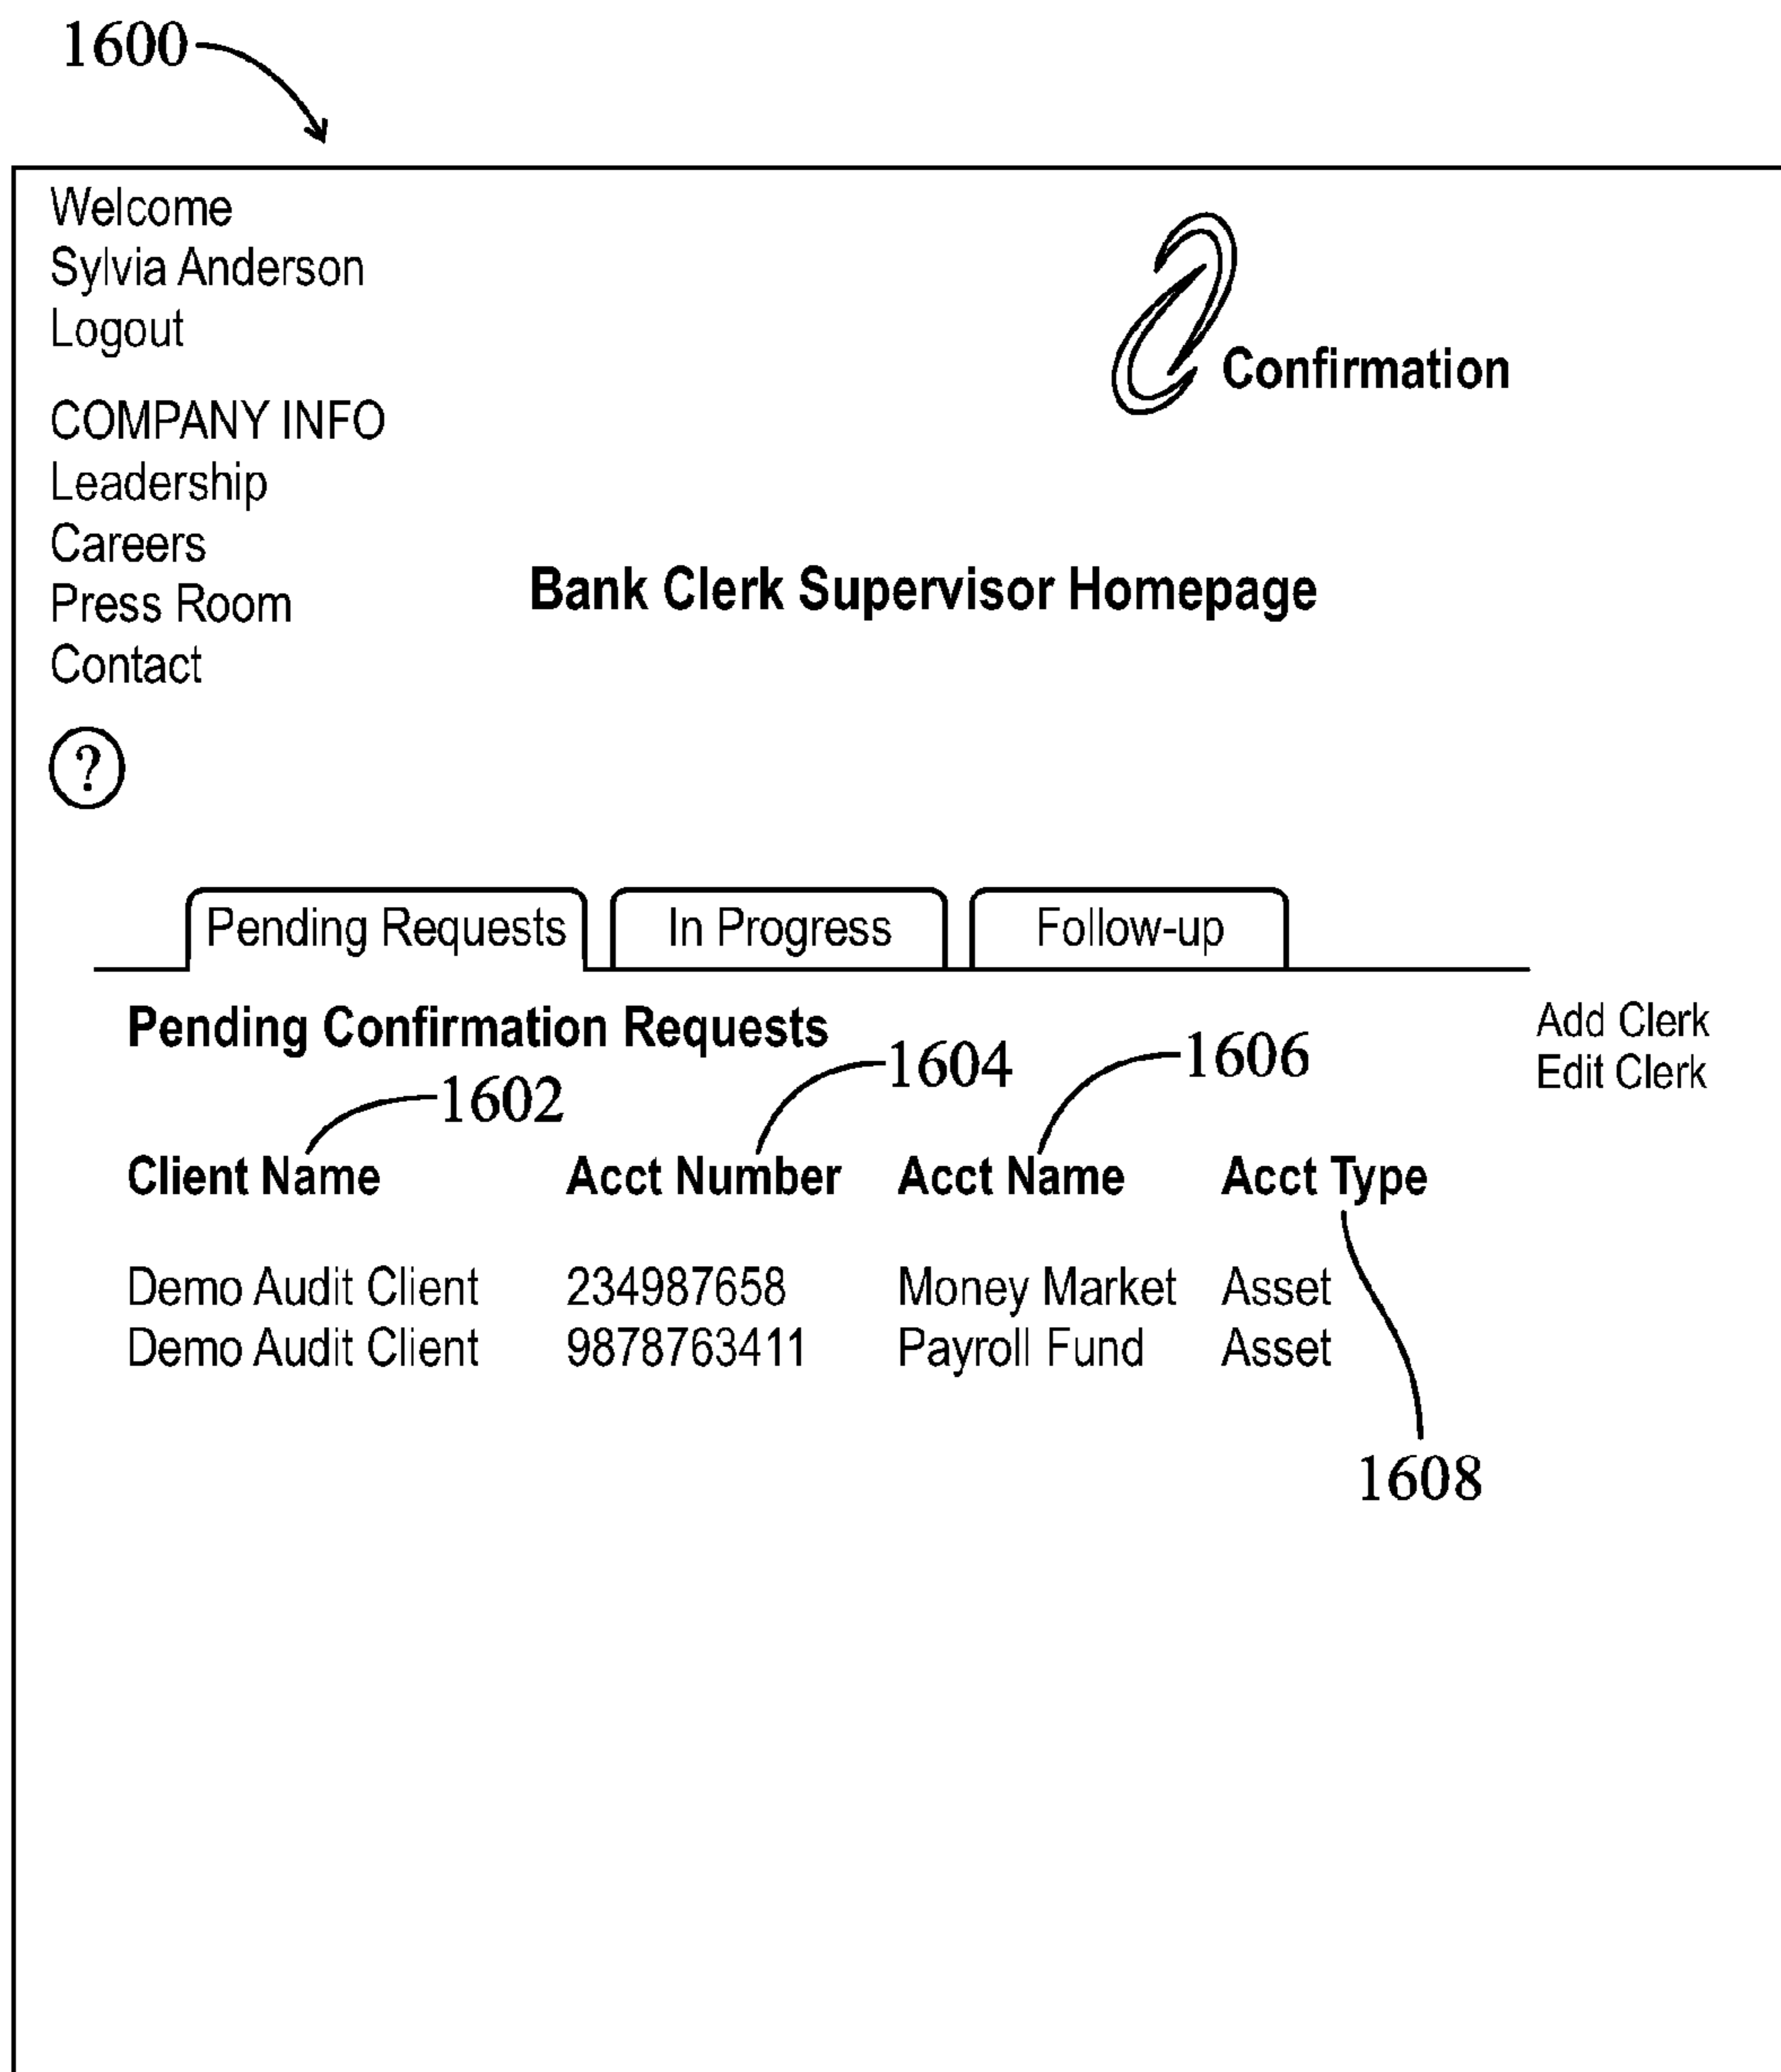 1600
Welcome
Sylvia Anderson
Logout
Confirmation
COMPANY INFO
Leadership
Careers
Press Room
Contact
Bank Clerk Supervisor Homepage
?
Pending Requests In Progress Follow-up
Pending Confirmation Requests
Add Clerk
Edit Clerk
1602 1604 1606
Client Name Acct Number Acct Name Acct Type
Demo Audit Client 234987658 Money Market Asset
Demo Audit Client 9878763411 Payroll Fund Asset
1608